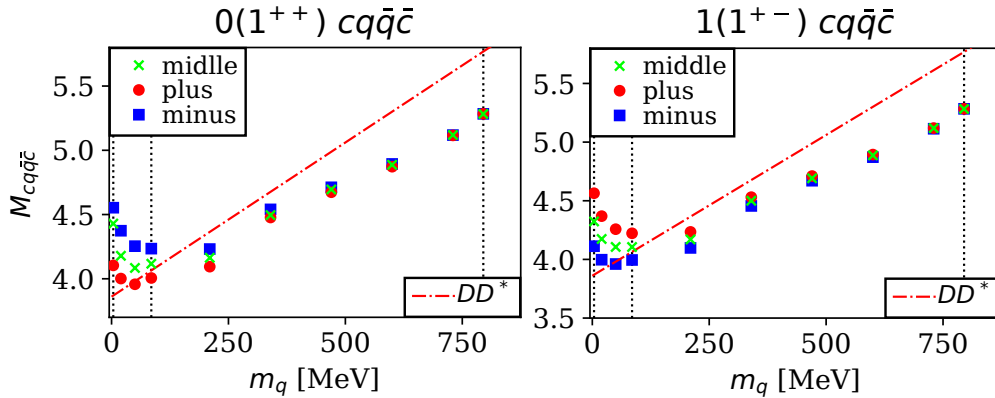 0(1⁺⁺) cqq̄c̄
midlle
plus
minus
M_{cqq̄c̄}
5.5
5.0
4.5
4.0
DD*
0 250 500 750
m_q [MeV]
1(1⁺⁻) cqq̄c̄
middle
plus
minus
5.5
5.0
4.5
4.0
3.5
DD*
0 250 500 750
m_q [MeV]